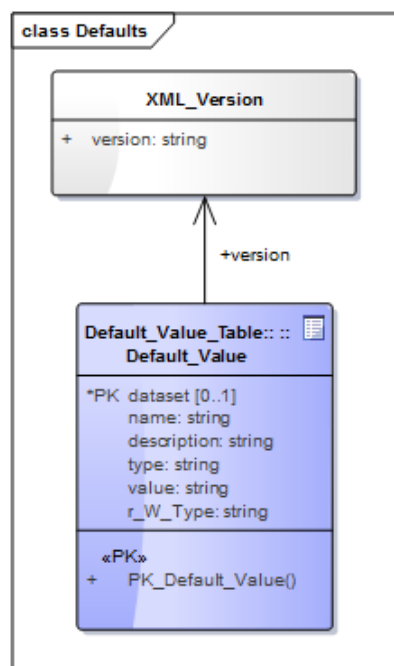 class Defaults
XML_Version
+ version: string
+version
Default_Value_Table:: ::
Default_Value
*PK dataset [0..1]
name: string
description: string
type: string
value: string
r_W_Type: string
«PK»
+ PK_Default_Value()